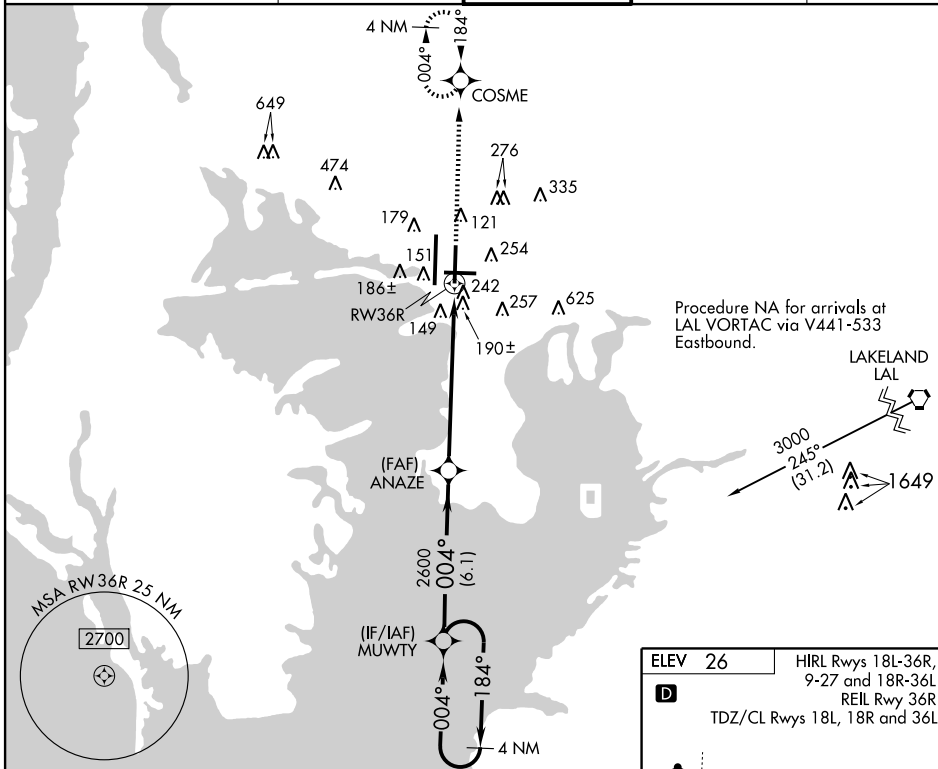 4 NM
004°
184°
COSME
649
474
276
335
179
121
151
254
186±
242
RW36R
149
257
625
190±
Procedure NA for arrivals at
LAL VORTAC via V441-533
Eastbound.
LAKELAND
LAL
3000
245°
(31.2)
1649
(FAF)
ANAZE
2600
004°
(6.1)
MSA RW36R 25 NM
2700
(IF/IAF)
MUWTY
004°
184°
4 NM
ELEV 26
D
HIRL Rwys 18L-36R,
9-27 and 18R-36L
REIL Rwy 36R
TDZ/CL Rwys 18L, 18R and 36L